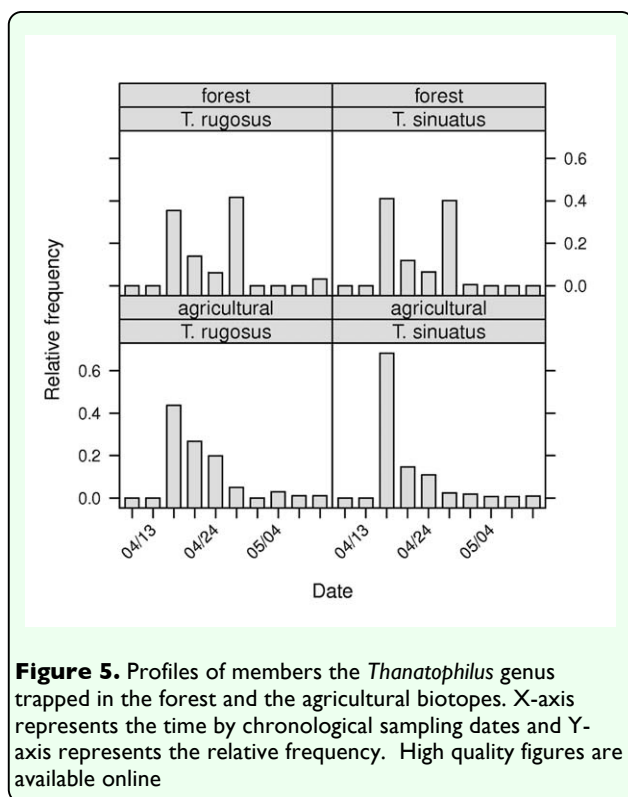 forest
forest
T. rugosus
T. sinuatus
0.6
0.4
0.2
0.0
agricultural
agricultural
T. rugosus
T. sinuatus
0.6
0.4
0.2
0.0
Relative frequency
04/13
04/24
05/04
04/13
04/24
05/04
Date
Figure 5. Profiles of members the Thanatophilus genus
trapped in the forest and the agricultural biotopes. X-axis
represents the time by chronological sampling dates and Y-
axis represents the relative frequency. High quality figures are
available online